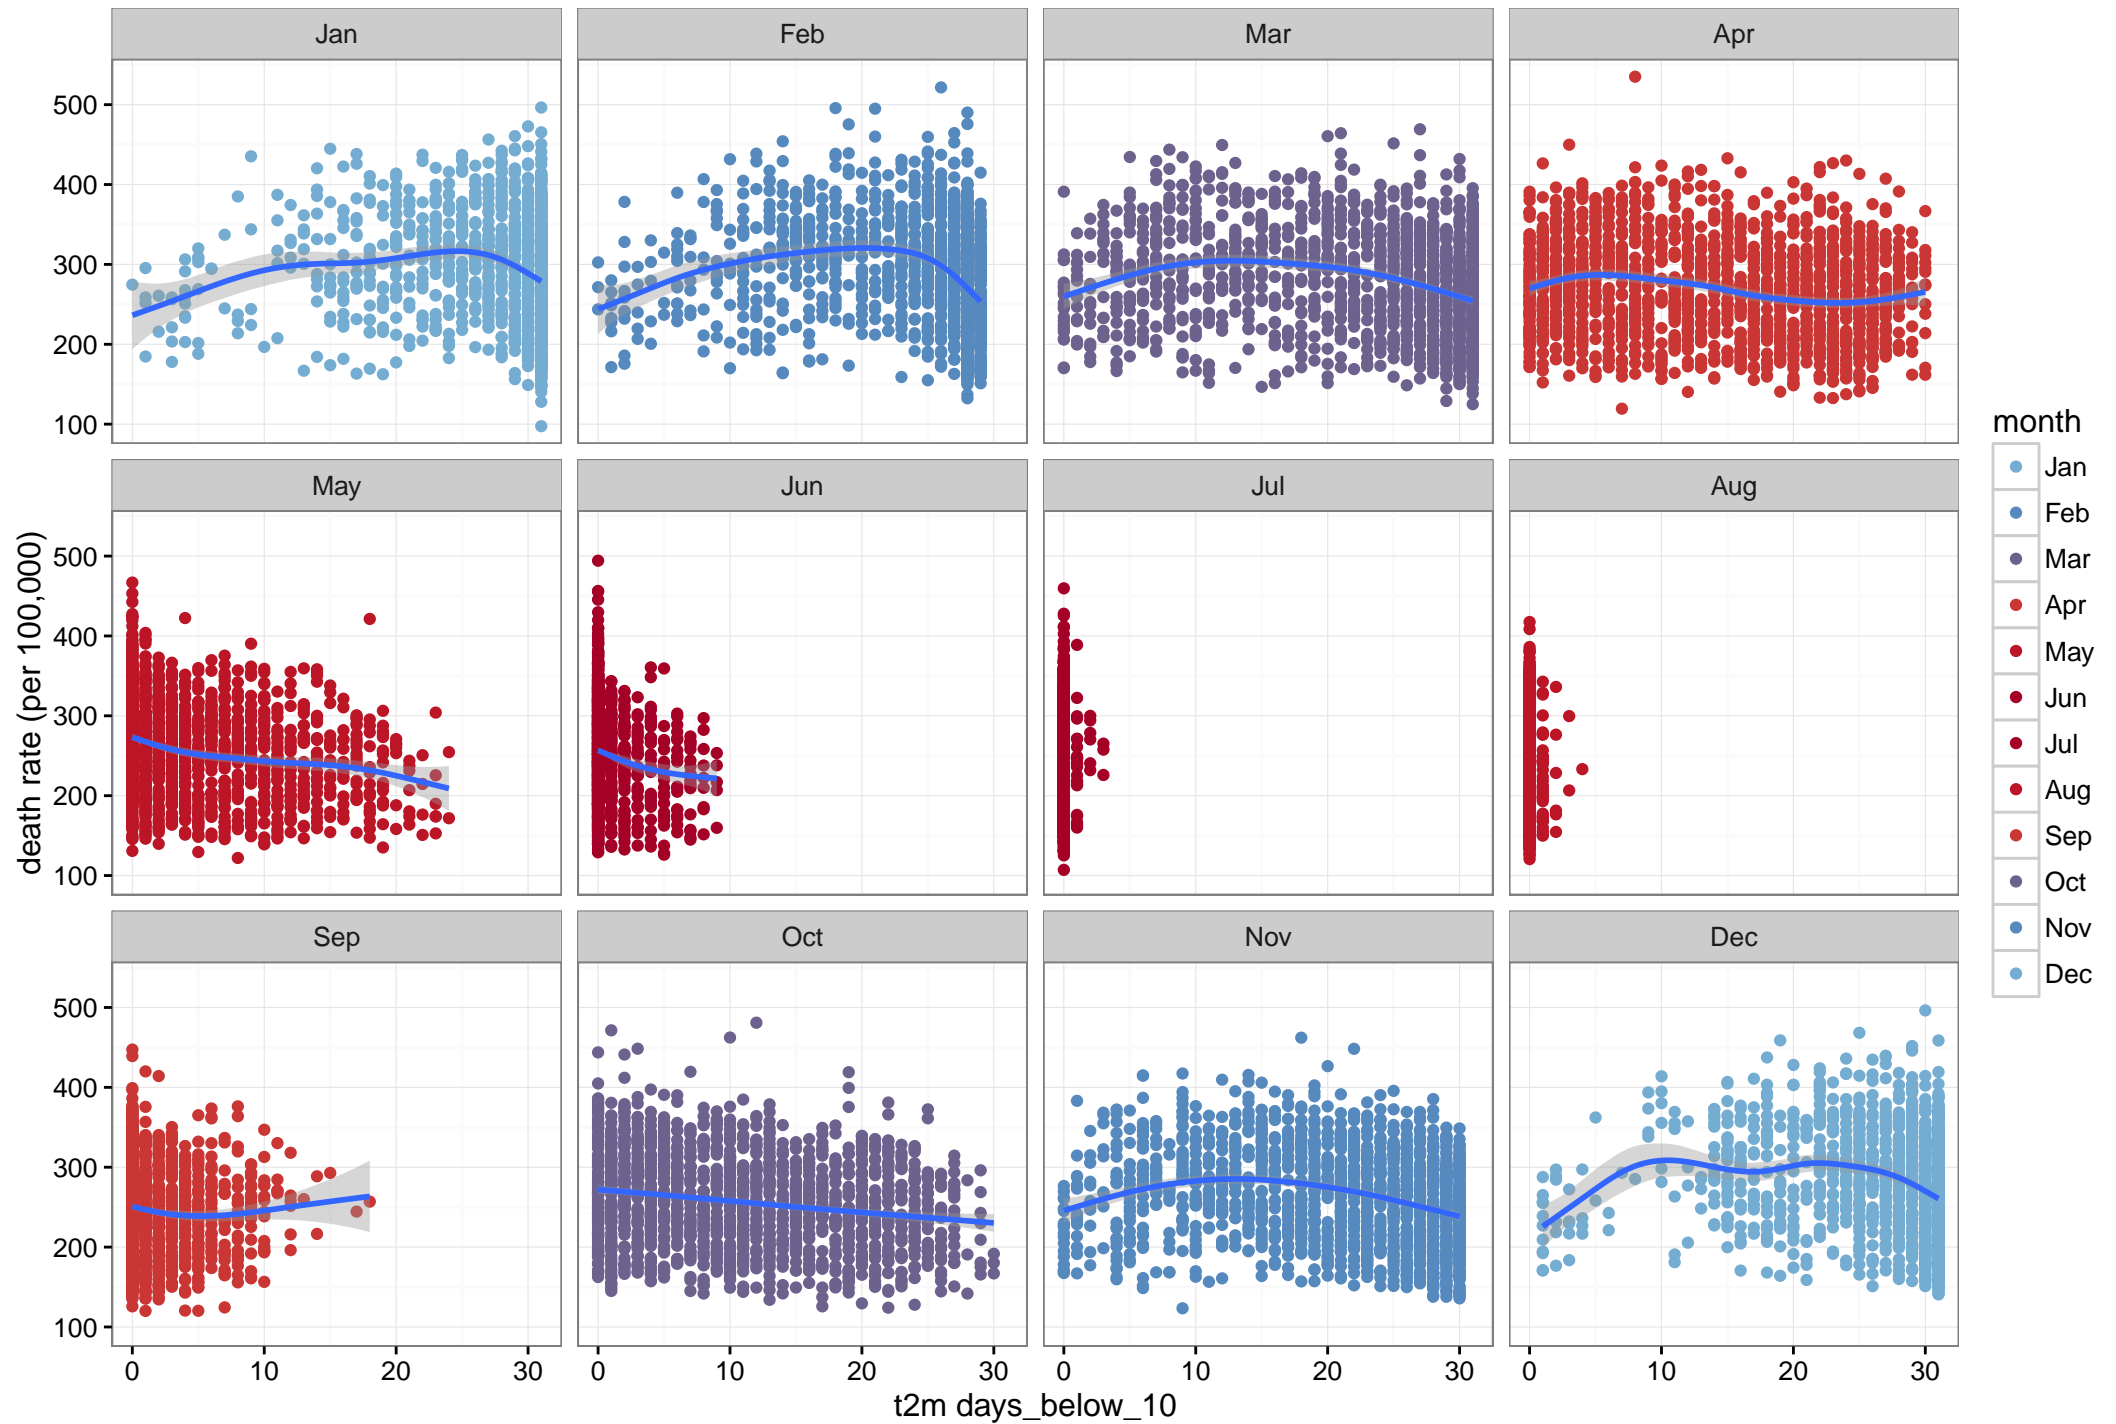 Jan Feb Mar Apr
500
400
300
200
100
May Jun Jul Aug
500
400
300
200
100
Sep Oct Nov Dec
500
400
300
200
100
0 10 20 30 0 10 20 30 0 10 20 30 0 10 20 30
t2m days_below_10
death rate (per 100,000)
month
Jan
Feb
Mar
Apr
May
Jun
Jul
Aug
Sep
Oct
Nov
Dec